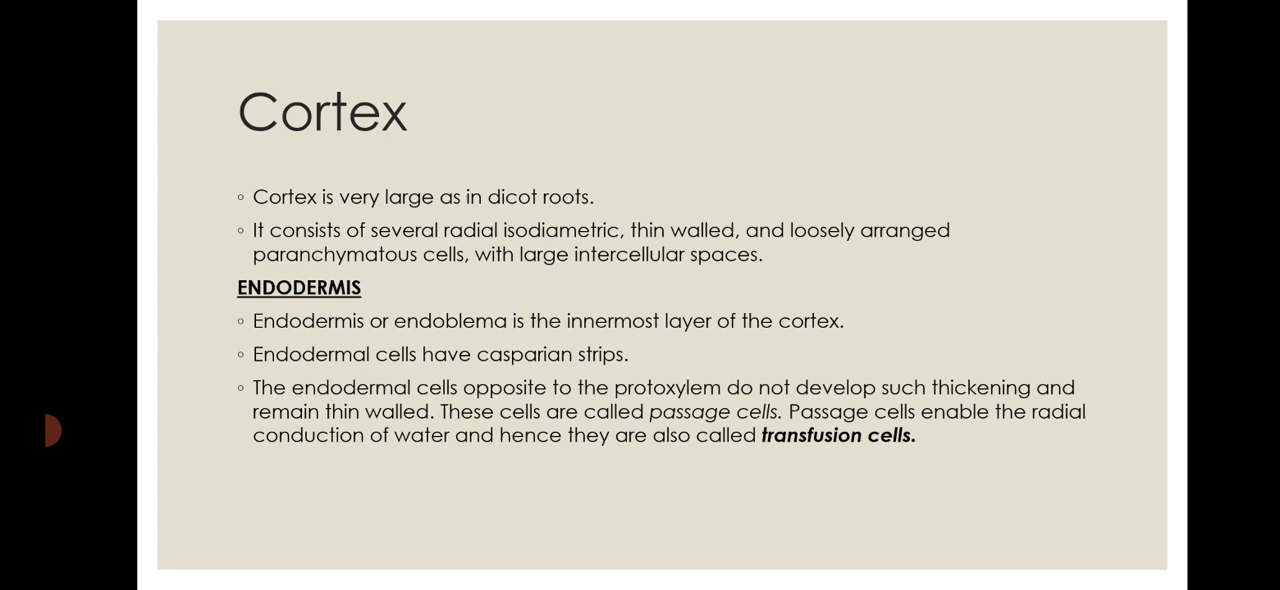 Cortex
◦ Cortex is very large as in dicot roots.
◦ It consists of several radial isodiametric, thin walled, and loosely arranged
paranchymatous cells, with large intercellular spaces.
ENDODERMIS
◦ Endodermis or endoblema is the innermost layer of the cortex.
◦ Endodermal cells have casparian strips.
◦ The endodermal cells opposite to the protoxylem do not develop such thickening and
remain thin walled. These cells are called passage cells. Passage cells enable the radial
conduction of water and hence they are also called transfusion cells.